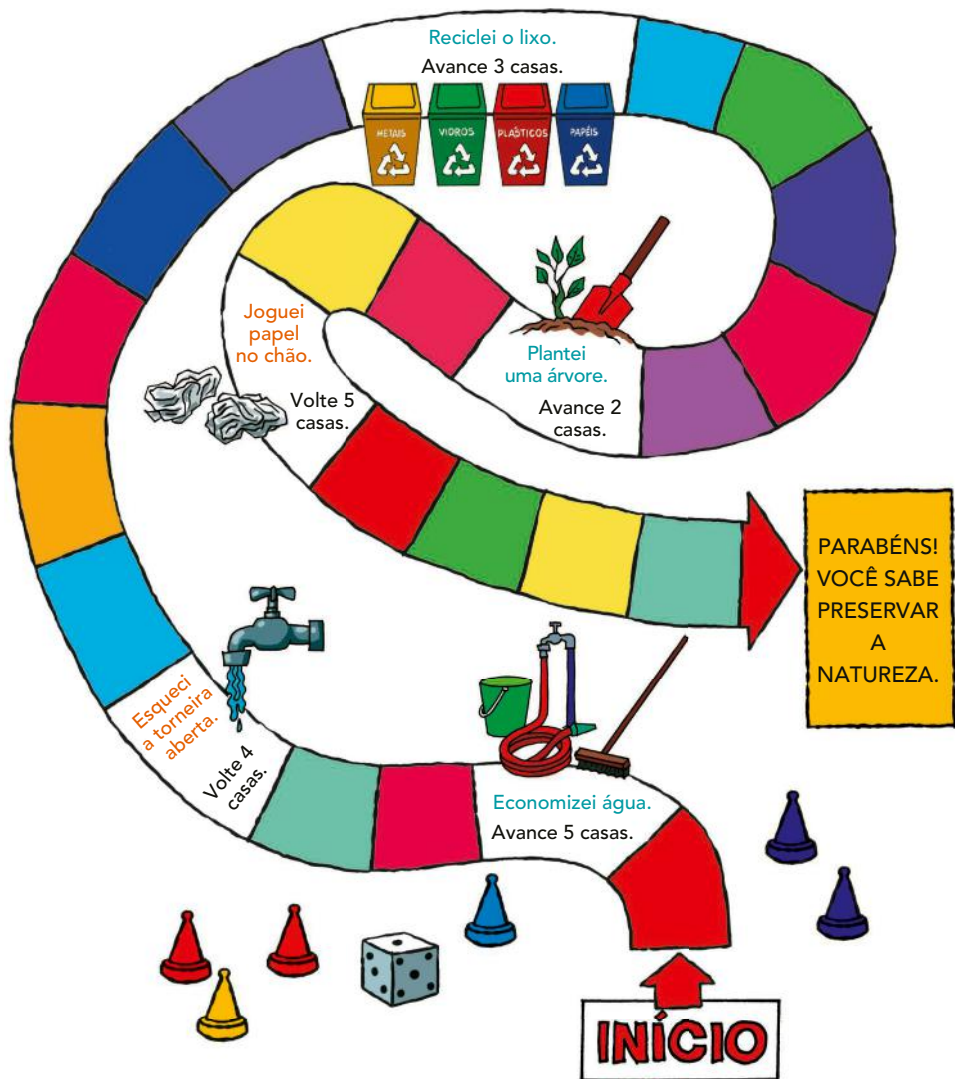 Reciclei o lixo.
Avance 3 casas.
METAIS
VIDROS
PLÁSTICOS
PAPÉIS
Joguei
papel
no chão.
Volte 5
casas.
Plantei
uma árvore.
Avance 2
casas.
PARABÉNS!
VOCÊ SABE
PRESERVAR
A
NATUREZA.
Esqueci
a torneira
aberta.
Volte 4
casas.
Economizei água.
Avance 5 casas.
INÍCIO